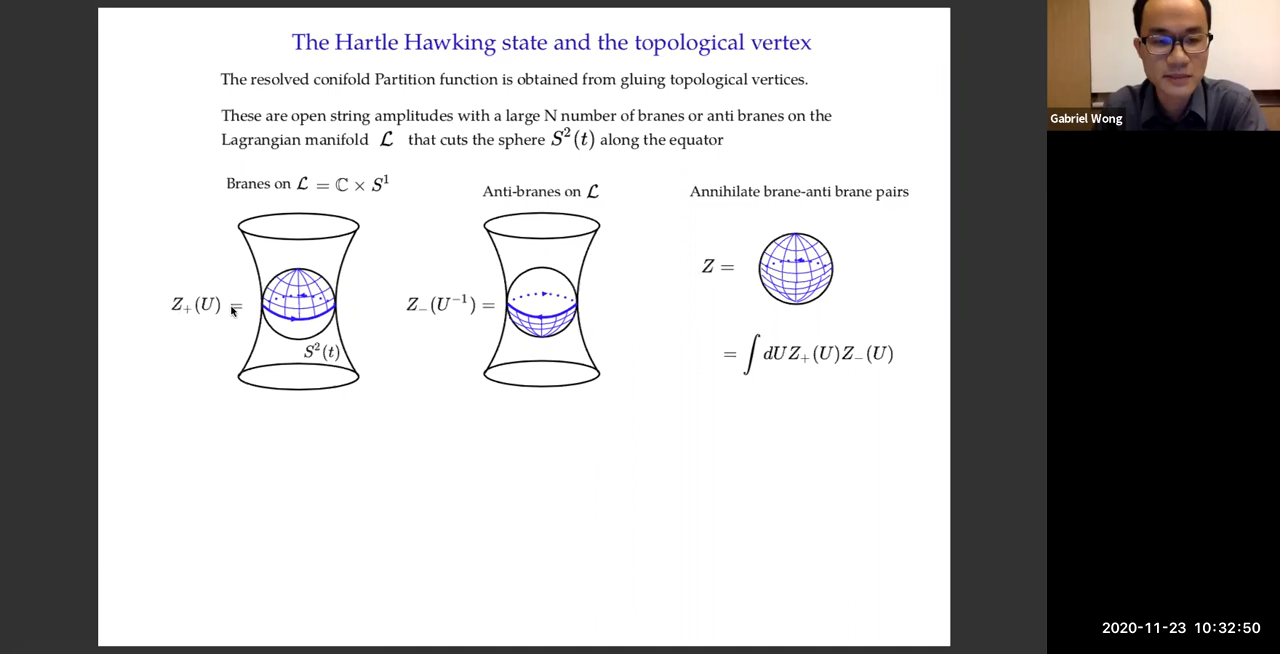 The Hartle Hawking state and the topological vertex
The resolved conifold Partition function is obtained from gluing topological vertices.
These are open string amplitudes with a large N number of branes or anti branes on the
Lagrangian manifold ℒ that cuts the sphere S²(t) along the equator
Branes on ℒ = ℂ × S¹
Anti-branes on ℒ
Annihilate brane-anti brane pairs
Z₊(U) =
S²(t)
Z₋(U⁻¹) =
Z =
= ∫ dU Z₊(U) Z₋(U)
Gabriel Wong
2020-11-23 10:32:50